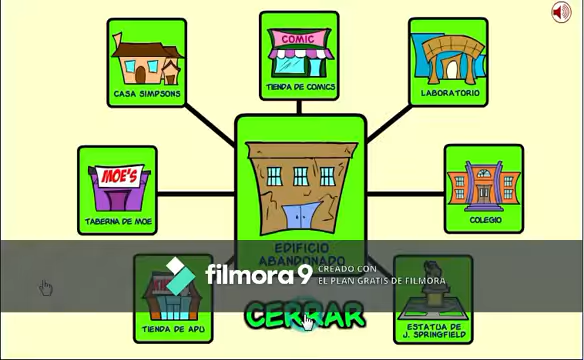 COMIC
CASA SIMPSONS
TIENDA DE COMICS
LABORATORIO
MOE'S
TABERNA DE MOE
COLEGIO
EDIFICIO
ABANDONADO
filmora9
CREADO CON
EL PLAN GRATIS DE FILMORA
TIENDA DE APU
CERRAR
ESTATUA DE
J. SPRINGFIELD